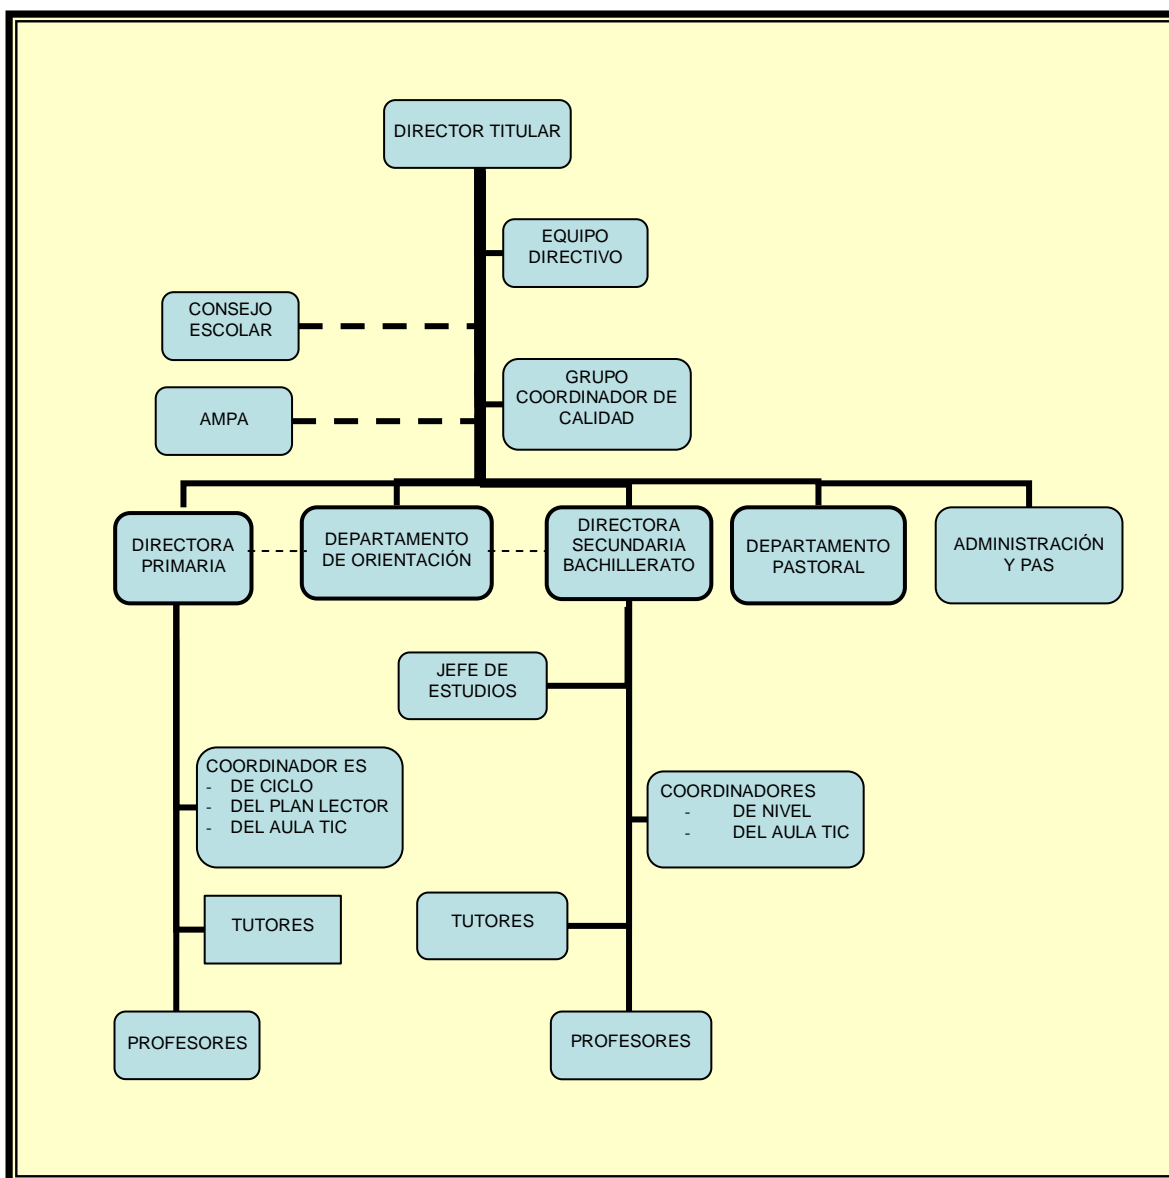 DIRECTOR TITULAR
EQUIPO
DIRECTIVO
CONSEJO
ESCOLAR
GRUPO
COORDINADOR DE
CALIDAD
AMPA
DIRECTORA
PRIMARIA
DEPARTAMENTO
DE ORIENTACIÓN
DIRECTORA
SECUNDARIA
BACHILLERATO
DEPARTAMENTO
PASTORAL
ADMINISTRACIÓN
Y PAS
JEFE DE
ESTUDIOS
COORDINADOR ES
- DE CICLO
- DEL PLAN LECTOR
- DEL AULA TIC
COORDINADORES
- DE NIVEL
- DEL AULA TIC
TUTORES
TUTORES
PROFESORES
PROFESORES